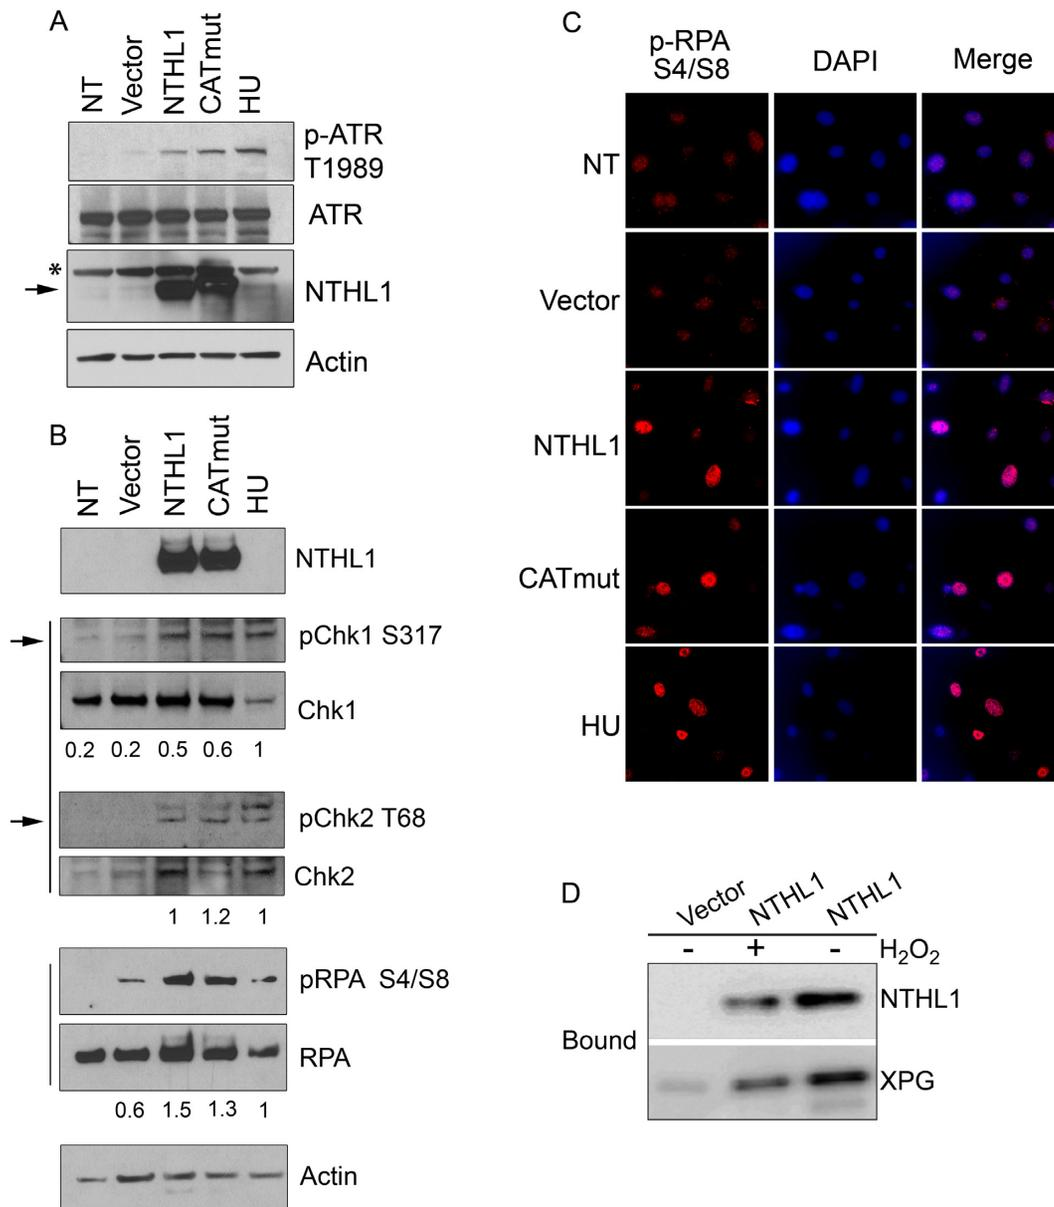 A
NT Vector NTHL1 CATmut HU
p-ATR
T1989
ATR
*
NTHL1
Actin
B
NT Vector NTHL1 CATmut HU
NTHL1
pChk1 S317
Chk1
0.2 0.2 0.5 0.6 1
pChk2 T68
Chk2
1 1.2 1
pRPA S4/S8
RPA
0.6 1.5 1.3 1
Actin
C
p-RPA
S4/S8
DAPI
Merge
NT
Vector
NTHL1
CATmut
HU
D
Vector NTHL1 NTHL1
- + - H₂O₂
NTHL1
Bound
XPG